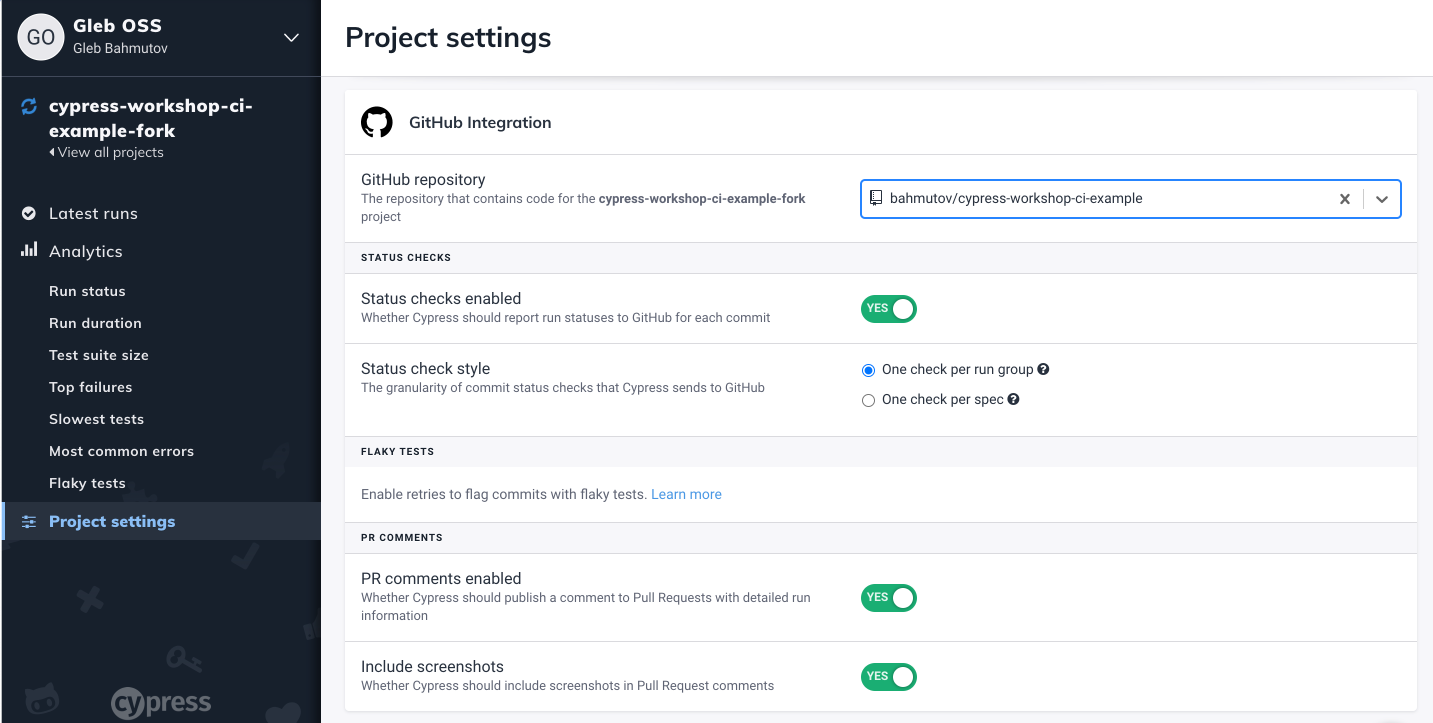 GO
Gleb OSS
Gleb Bahmutov
cypress-workshop-ci-
example-fork
View all projects
Latest runs
Analytics
Run status
Run duration
Test suite size
Top failures
Slowest tests
Most common errors
Flaky tests
Project settings
cypress
Project settings
GitHub Integration
GitHub repository
The repository that contains code for the cypress-workshop-ci-example-fork
project
bahmutov/cypress-workshop-ci-example
STATUS CHECKS
Status checks enabled
Whether Cypress should report run statuses to GitHub for each commit
YES
Status check style
The granularity of commit status checks that Cypress sends to GitHub
One check per run group
One check per spec
FLAKY TESTS
Enable retries to flag commits with flaky tests. Learn more
PR COMMENTS
PR comments enabled
Whether Cypress should publish a comment to Pull Requests with detailed run
information
YES
Include screenshots
Whether Cypress should include screenshots in Pull Request comments
YES